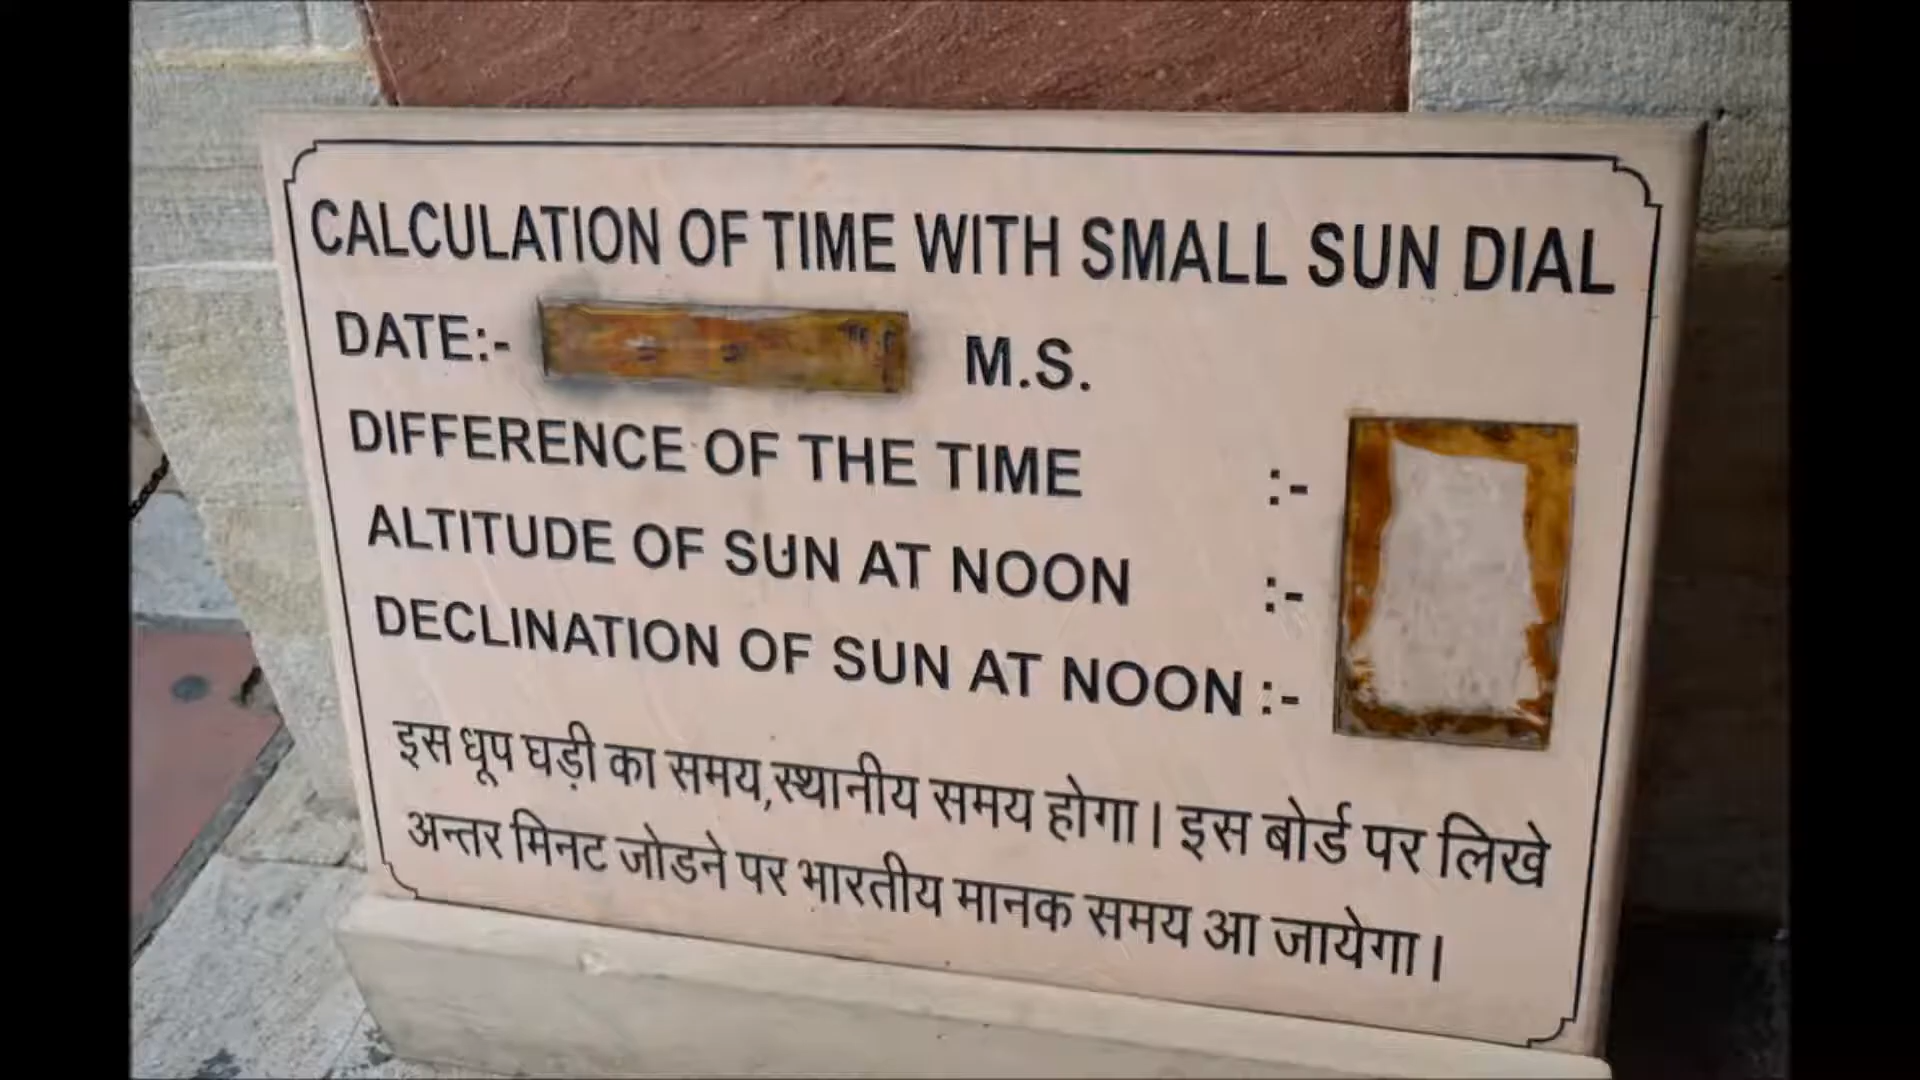 CALCULATION OF TIME WITH SMALL SUN DIAL
DATE:- M.S.
DIFFERENCE OF THE TIME :-
ALTITUDE OF SUN AT NOON :-
DECLINATION OF SUN AT NOON :-
इस धूप घड़ी का समय,स्थानीय समय होगा। इस बोर्ड पर लिखे
अन्तर मिनट जोडने पर भारतीय मानक समय आ जायेगा।